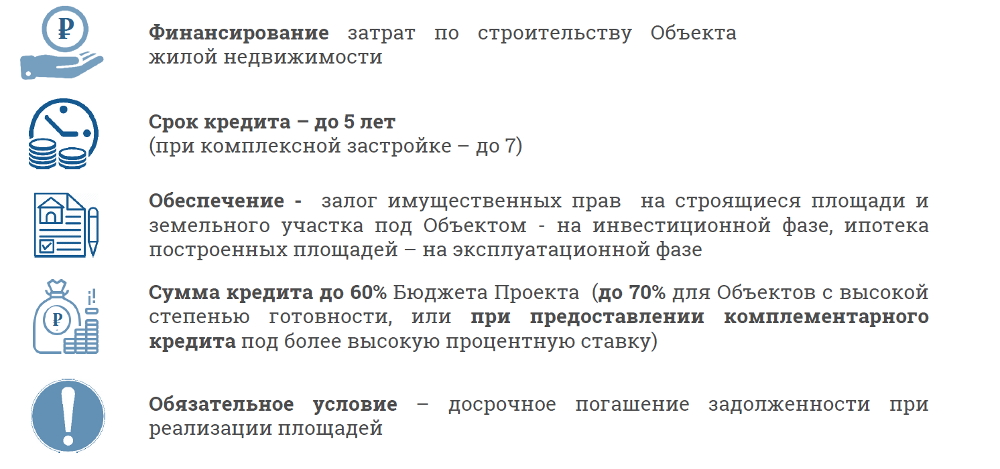 ₽
Финансирование затрат по строительству Объекта
жилой недвижимости
Срок кредита – до 5 лет
(при комплексной застройке – до 7)
Обеспечение - залог имущественных прав на строящиеся площади и
земельного участка под Объектом - на инвестиционной фазе, ипотека
построенных площадей – на эксплуатационной фазе
₽
Сумма кредита до 60% Бюджета Проекта (до 70% для Объектов с высокой
степенью готовности, или при предоставлении комплементарного
кредита под более высокую процентную ставку)
Обязательное условие – досрочное погашение задолженности при
реализации площадей